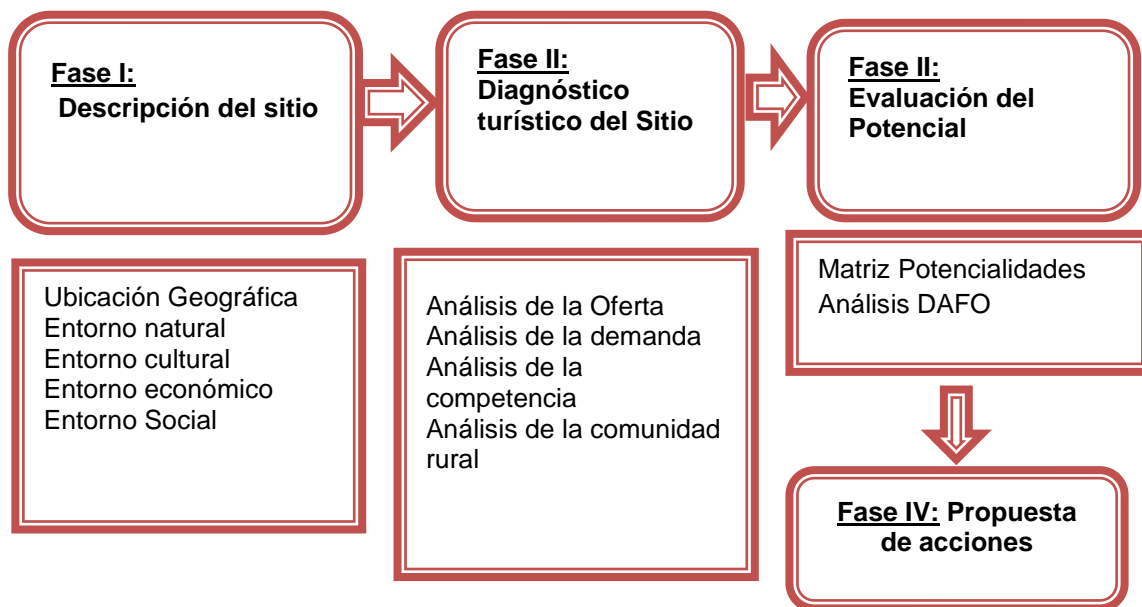 Fase I:
Descripción del sitio
Fase II:
Diagnóstico
turístico del Sitio
Fase II:
Evaluación del
Potencial
Ubicación Geográfica
Entorno natural
Entorno cultural
Entorno económico
Entorno Social
Análisis de la Oferta
Análisis de la demanda
Análisis de la
competencia
Análisis de la comunidad
rural
Matriz Potencialidades
Análisis DAFO
Fase IV: Propuesta
de acciones